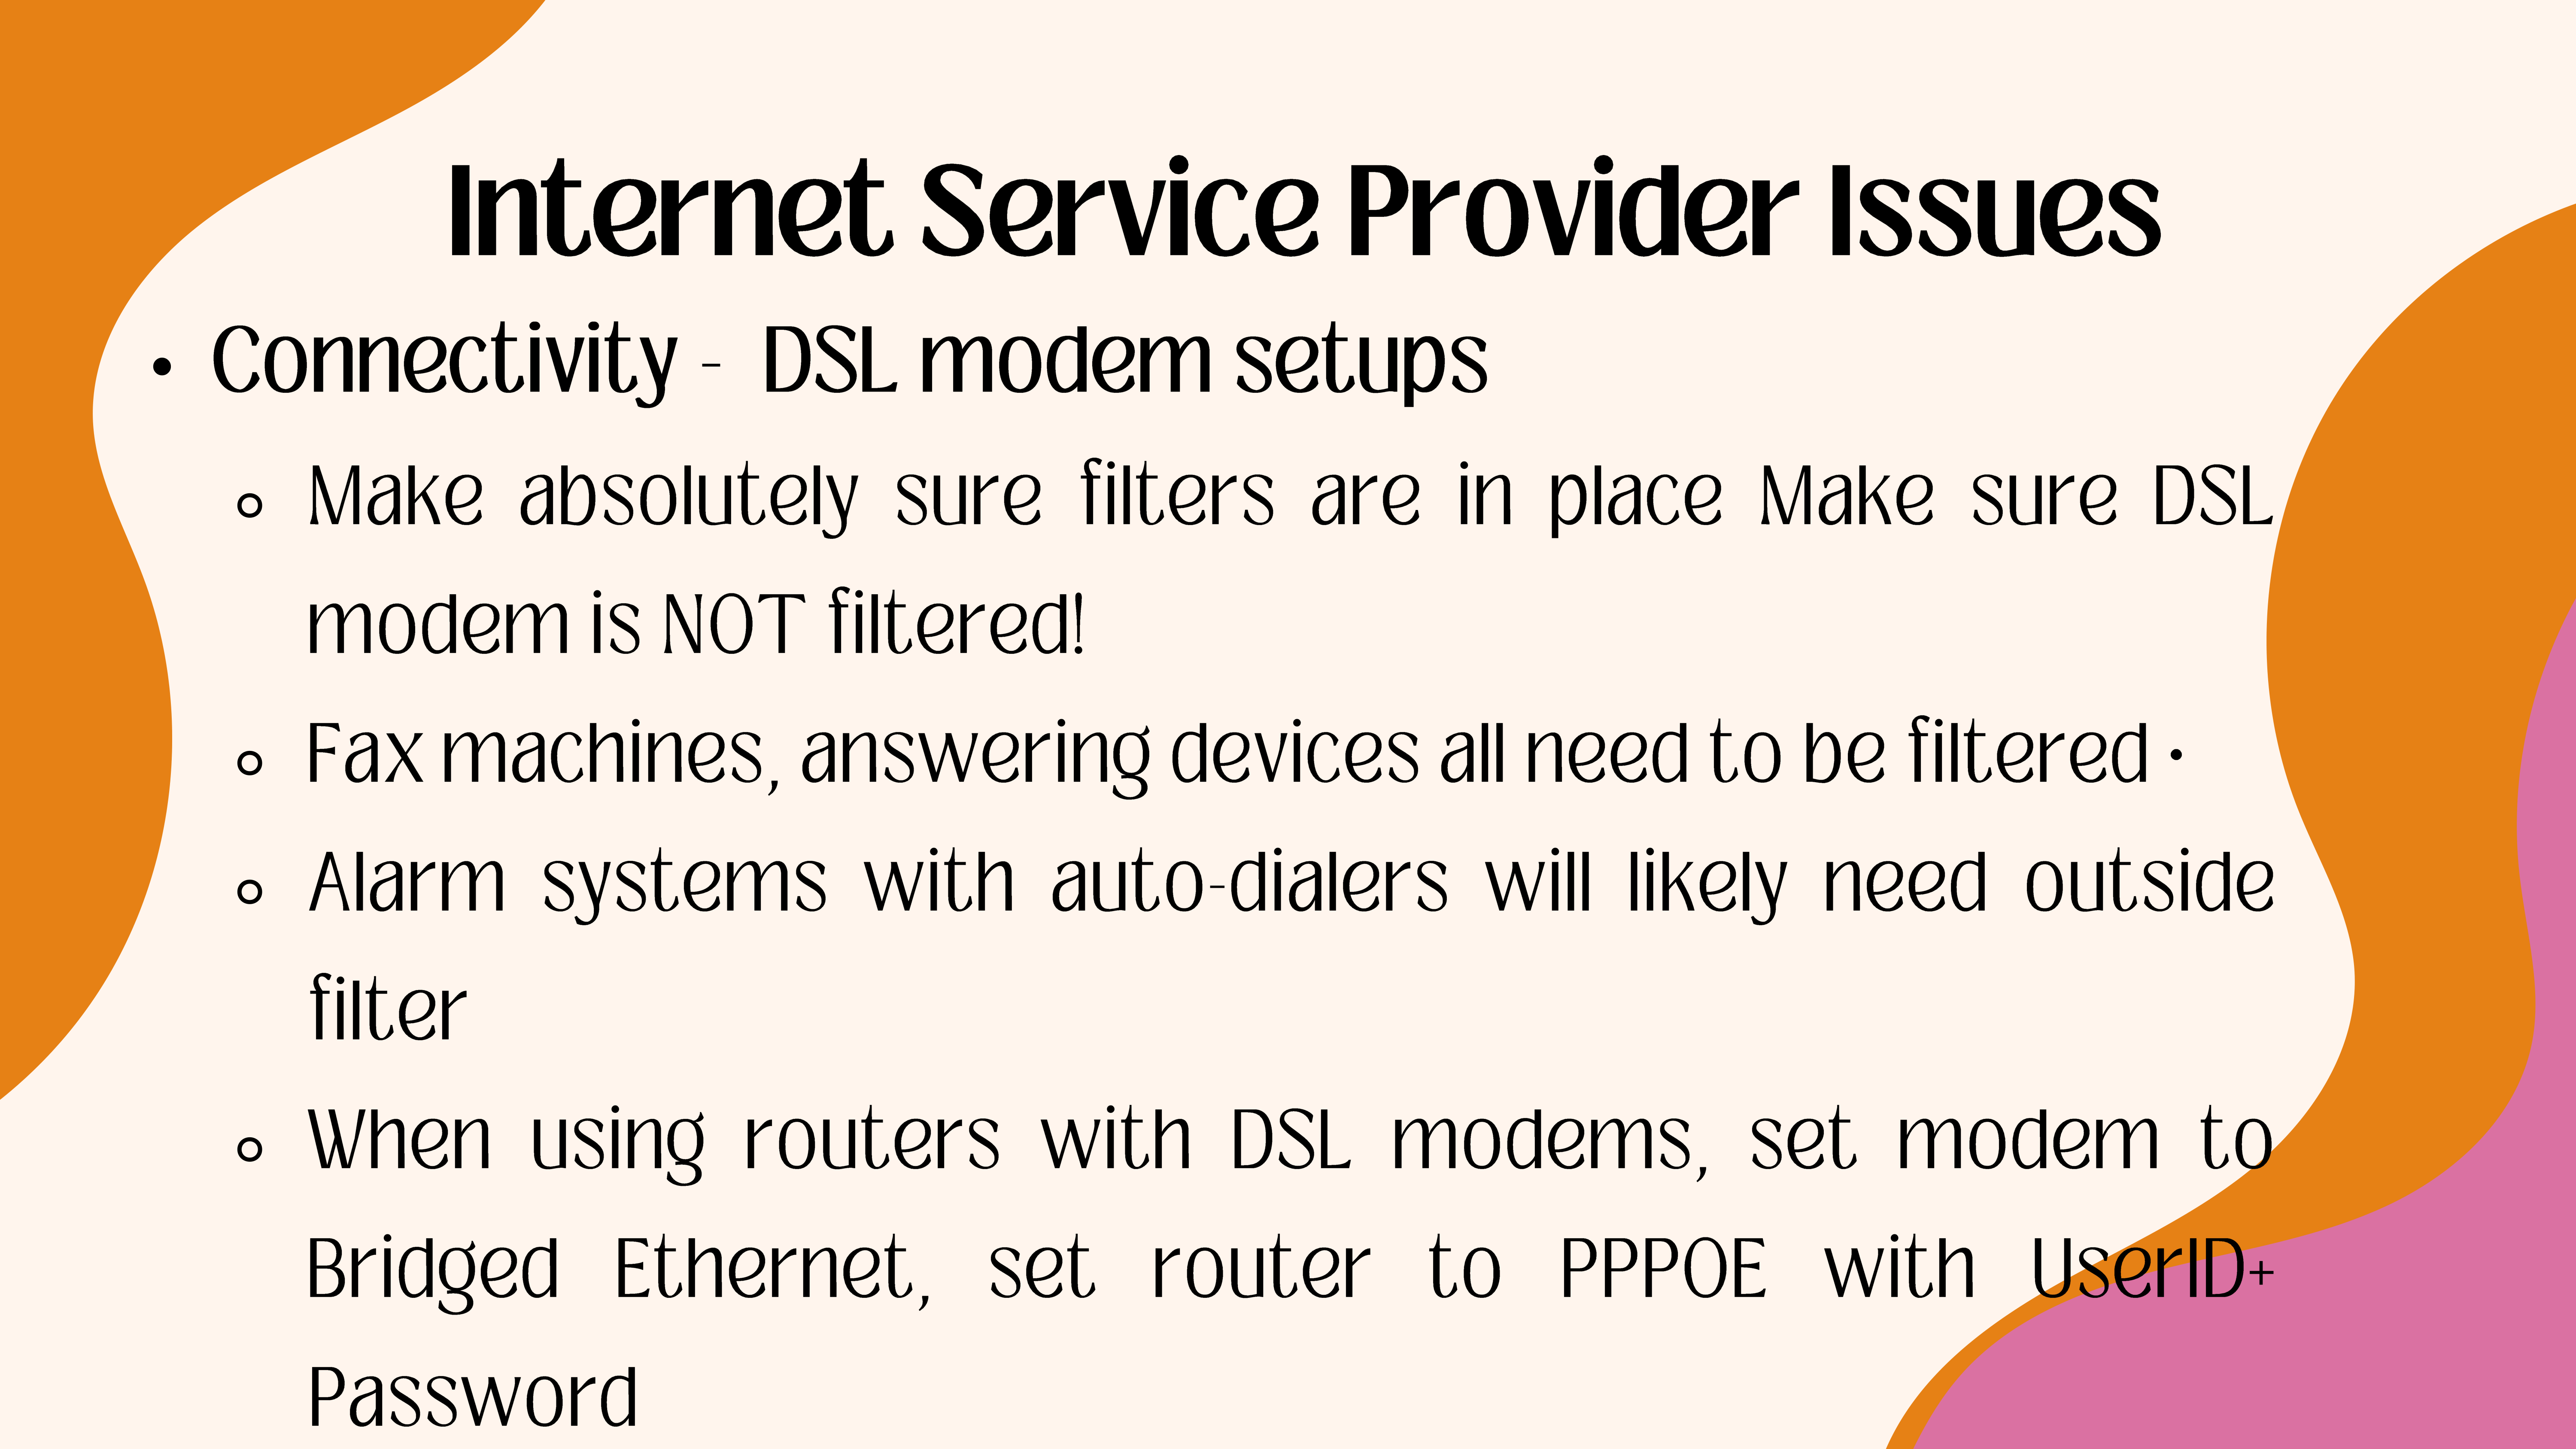 Internet Service Provider Issues
• Connectivity - DSL modem setups
Make absolutely sure filters are in place Make sure DSL
modem is NOT filtered!
Fax machines, answering devices all need to be filtered •
Alarm systems with auto-dialers will likely need outside
filter
When using routers with DSL modems, set modem to
Bridged Ethernet, set router to PPPOE with UserID+
Password